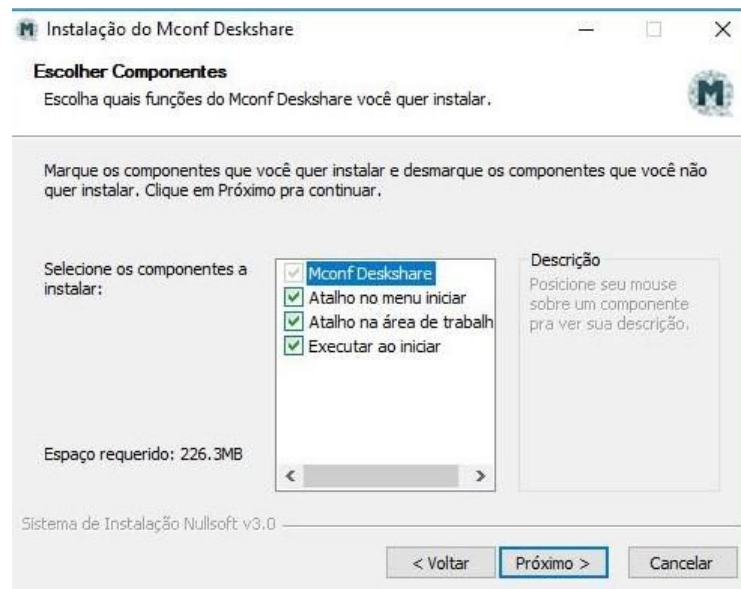 Instalação do Mconf Deskshare
Escolher Componentes
Escolha quais funções do Mconf Deskshare você quer instalar.
M
Marque os componentes que você quer instalar e desmarque os componentes que você não
quer instalar. Clique em Próximo pra continuar.
Selecione os componentes a
instalar:
Mconf Deskshare
Atalho no menu iniciar
Atalho na área de trabalh
Executar ao iniciar
Descrição
Posicione seu mouse
sobre um componente
pra ver sua descrição.
Espaço requerido: 226.3MB
Sistema de Instalação Nullsoft v3.0
< Voltar
Próximo >
Cancelar